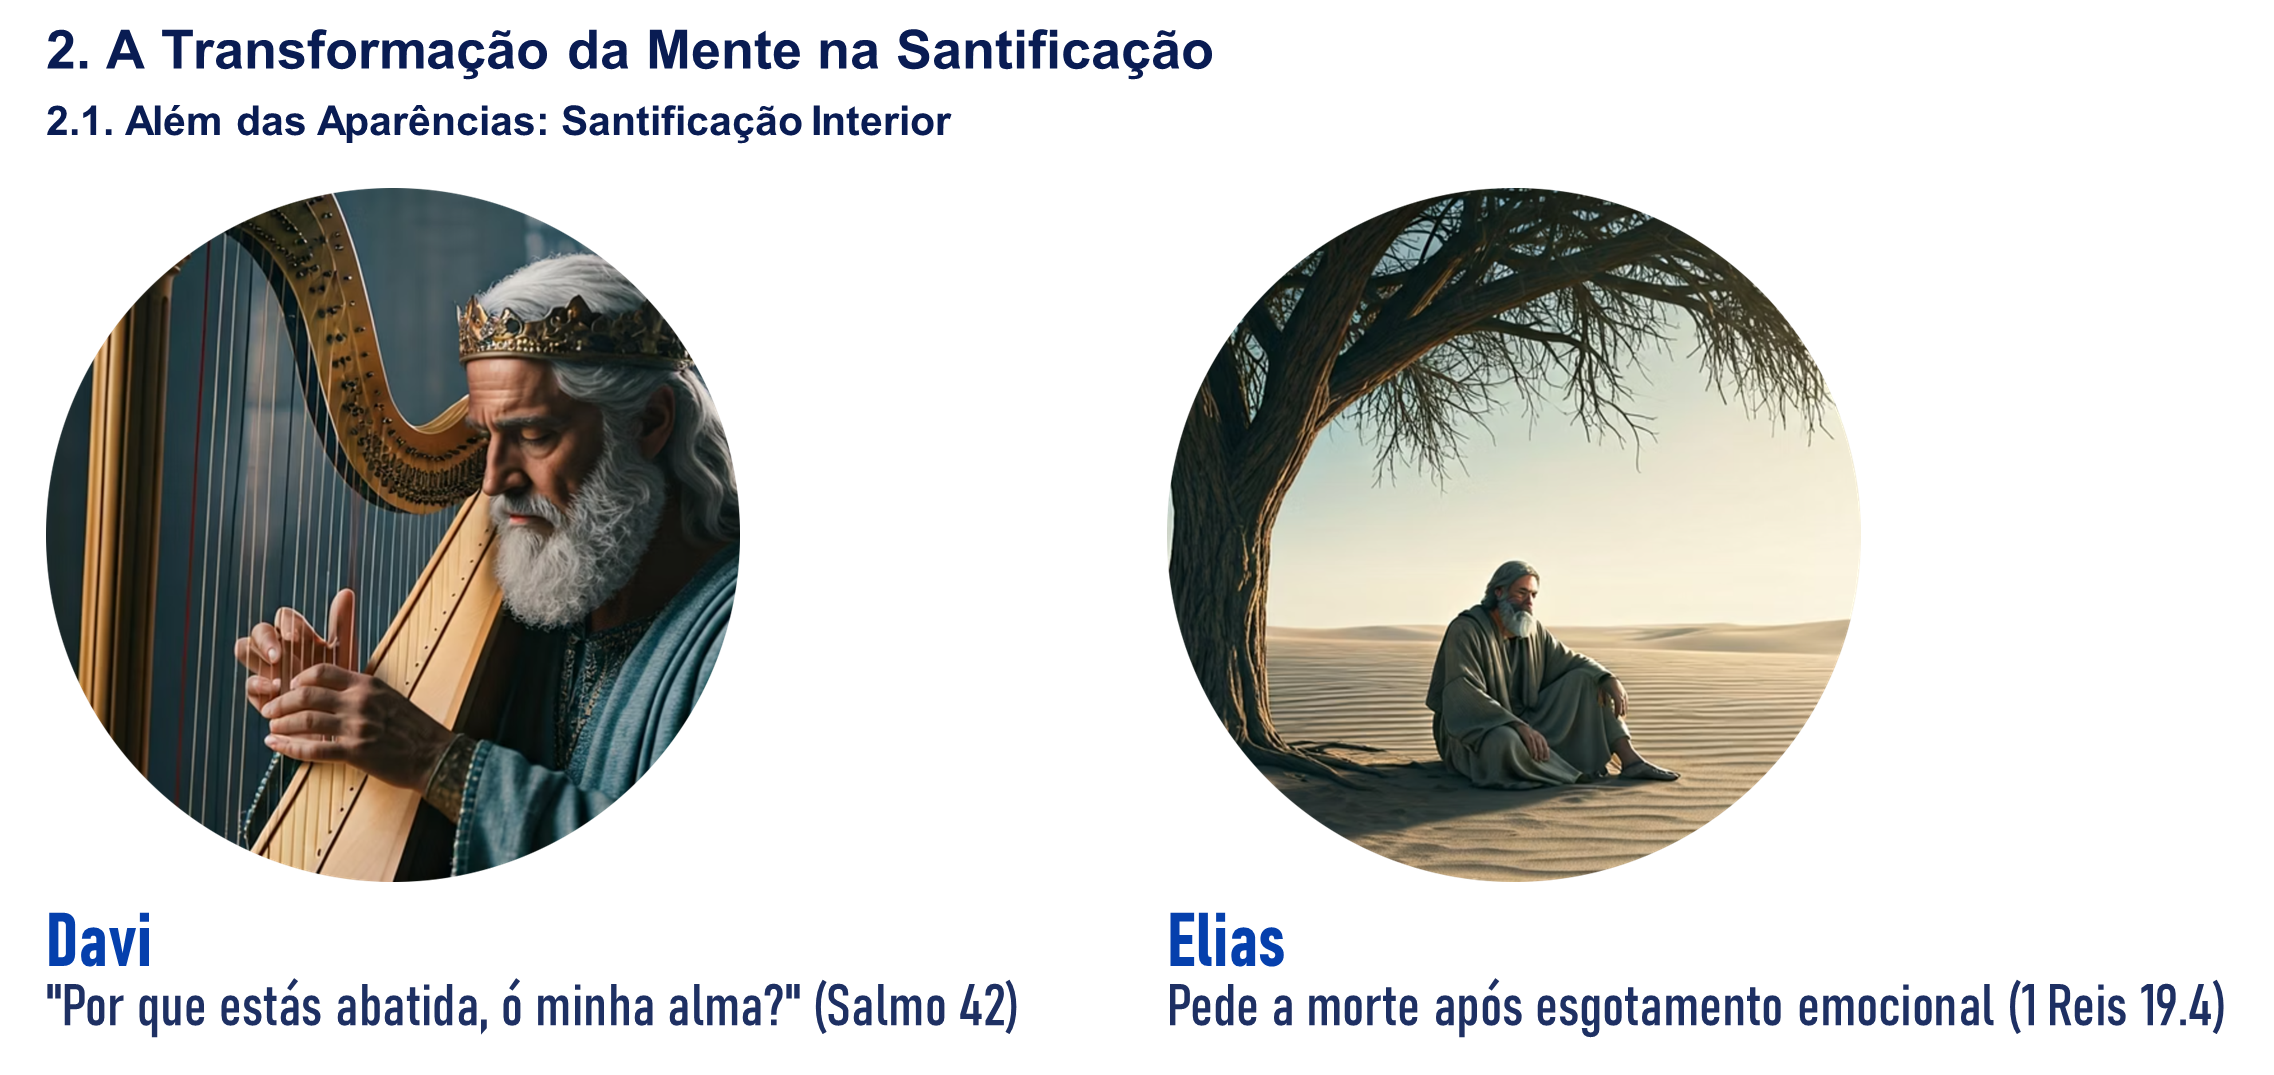 2. A Transformação da Mente na Santificação
2.1. Além das Aparências: Santificação Interior
Davi
"Por que estás abatida, ó minha alma?" (Salmo 42)
Elias
Pede a morte após esgotamento emocional (1 Reis 19.4)